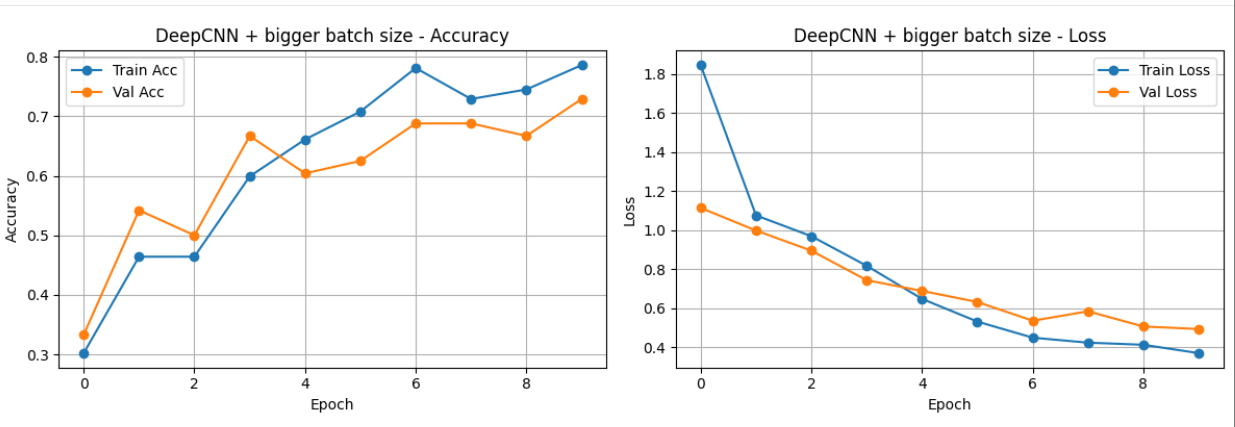 DeepCNN + bigger batch size - Accuracy
Train Acc
Val Acc
Accuracy
0.8
0.7
0.6
0.5
0.4
0.3
0 2 4 6 8
Epoch
DeepCNN + bigger batch size - Loss
Train Loss
Val Loss
Loss
1.8
1.6
1.4
1.2
1.0
0.8
0.6
0.4
0 2 4 6 8
Epoch